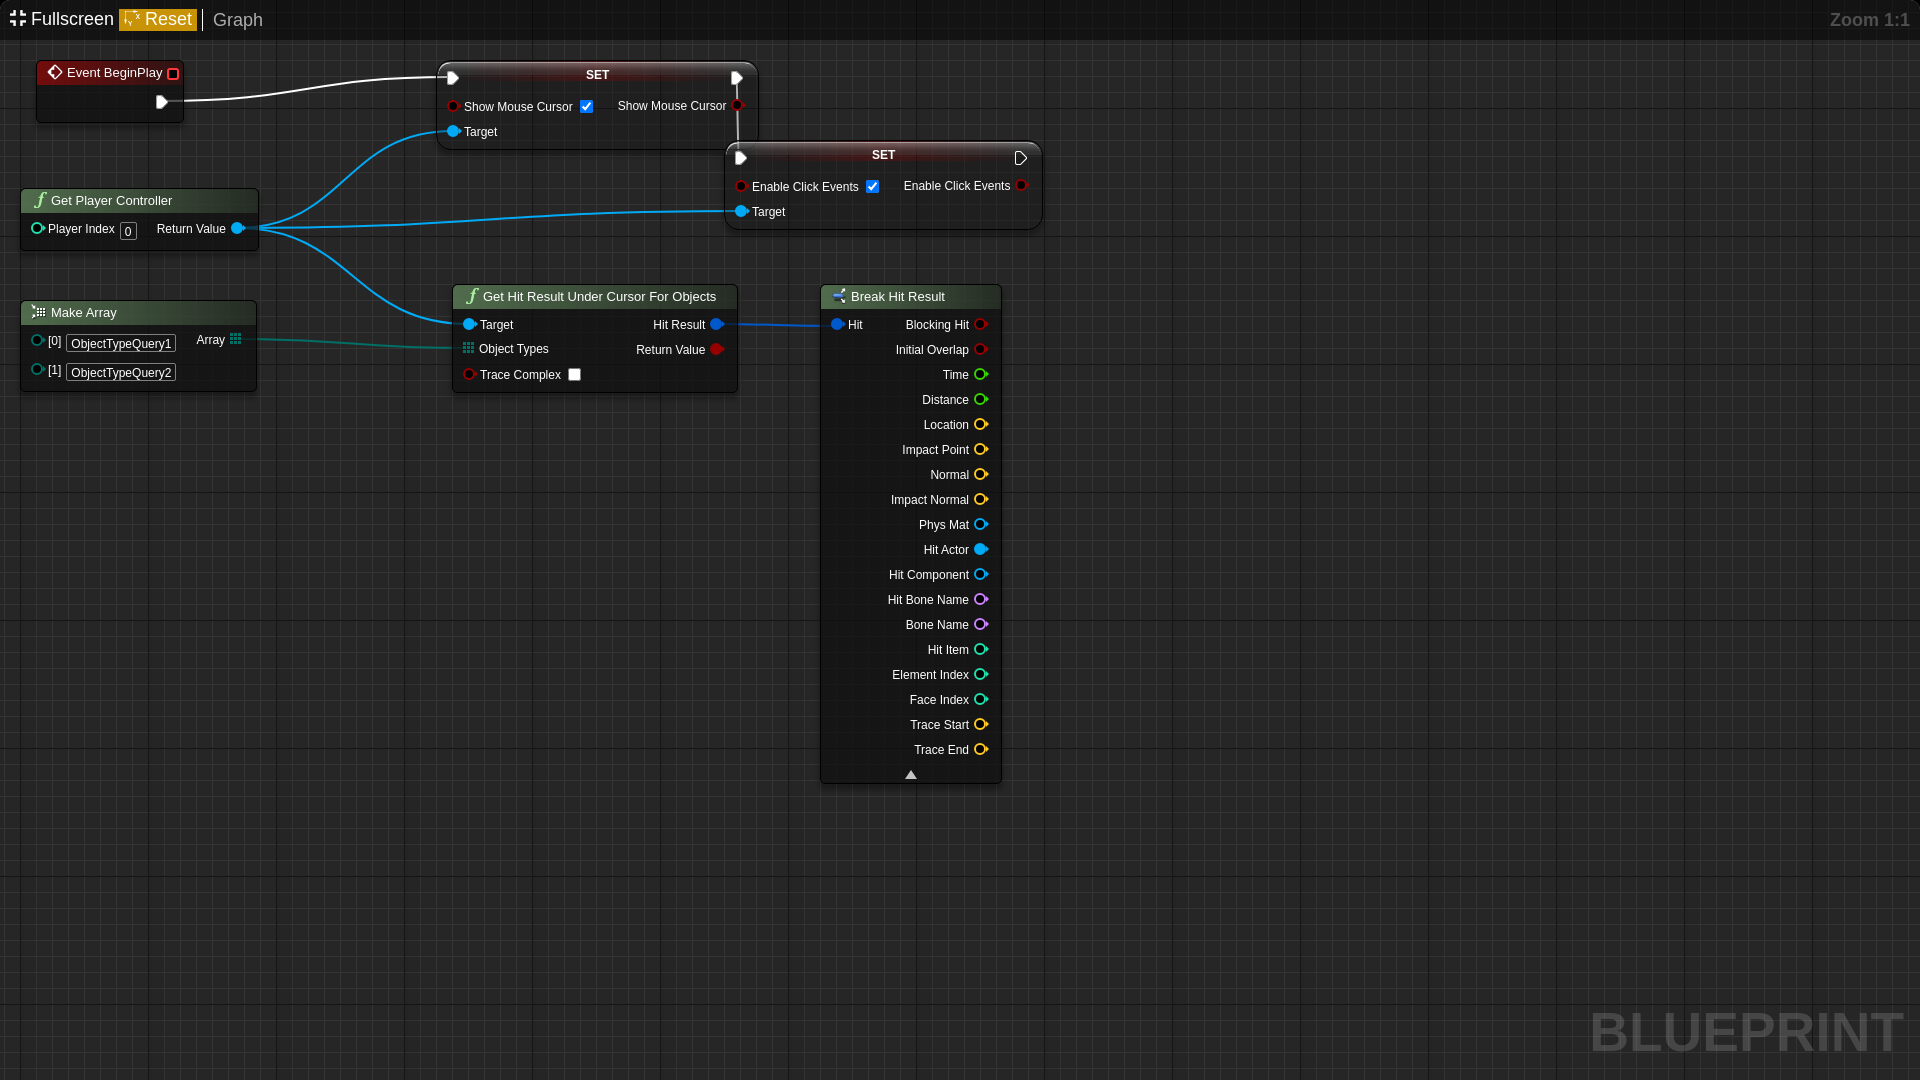 Fullscreen Reset Graph
Zoom 1:1
Event BeginPlay
SET
Show Mouse Cursor Show Mouse Cursor
Target
SET
Enable Click Events Enable Click Events
Target
Get Player Controller
Player Index 0 Return Value
Make Array
[0] ObjectTypeQuery1 Array
[1] ObjectTypeQuery2
Get Hit Result Under Cursor For Objects
Target Hit Result
Object Types Return Value
Trace Complex
Break Hit Result
Hit Blocking Hit
Initial Overlap
Time
Distance
Location
Impact Point
Normal
Impact Normal
Phys Mat
Hit Actor
Hit Component
Hit Bone Name
Bone Name
Hit Item
Element Index
Face Index
Trace Start
Trace End
BLUEPRINT